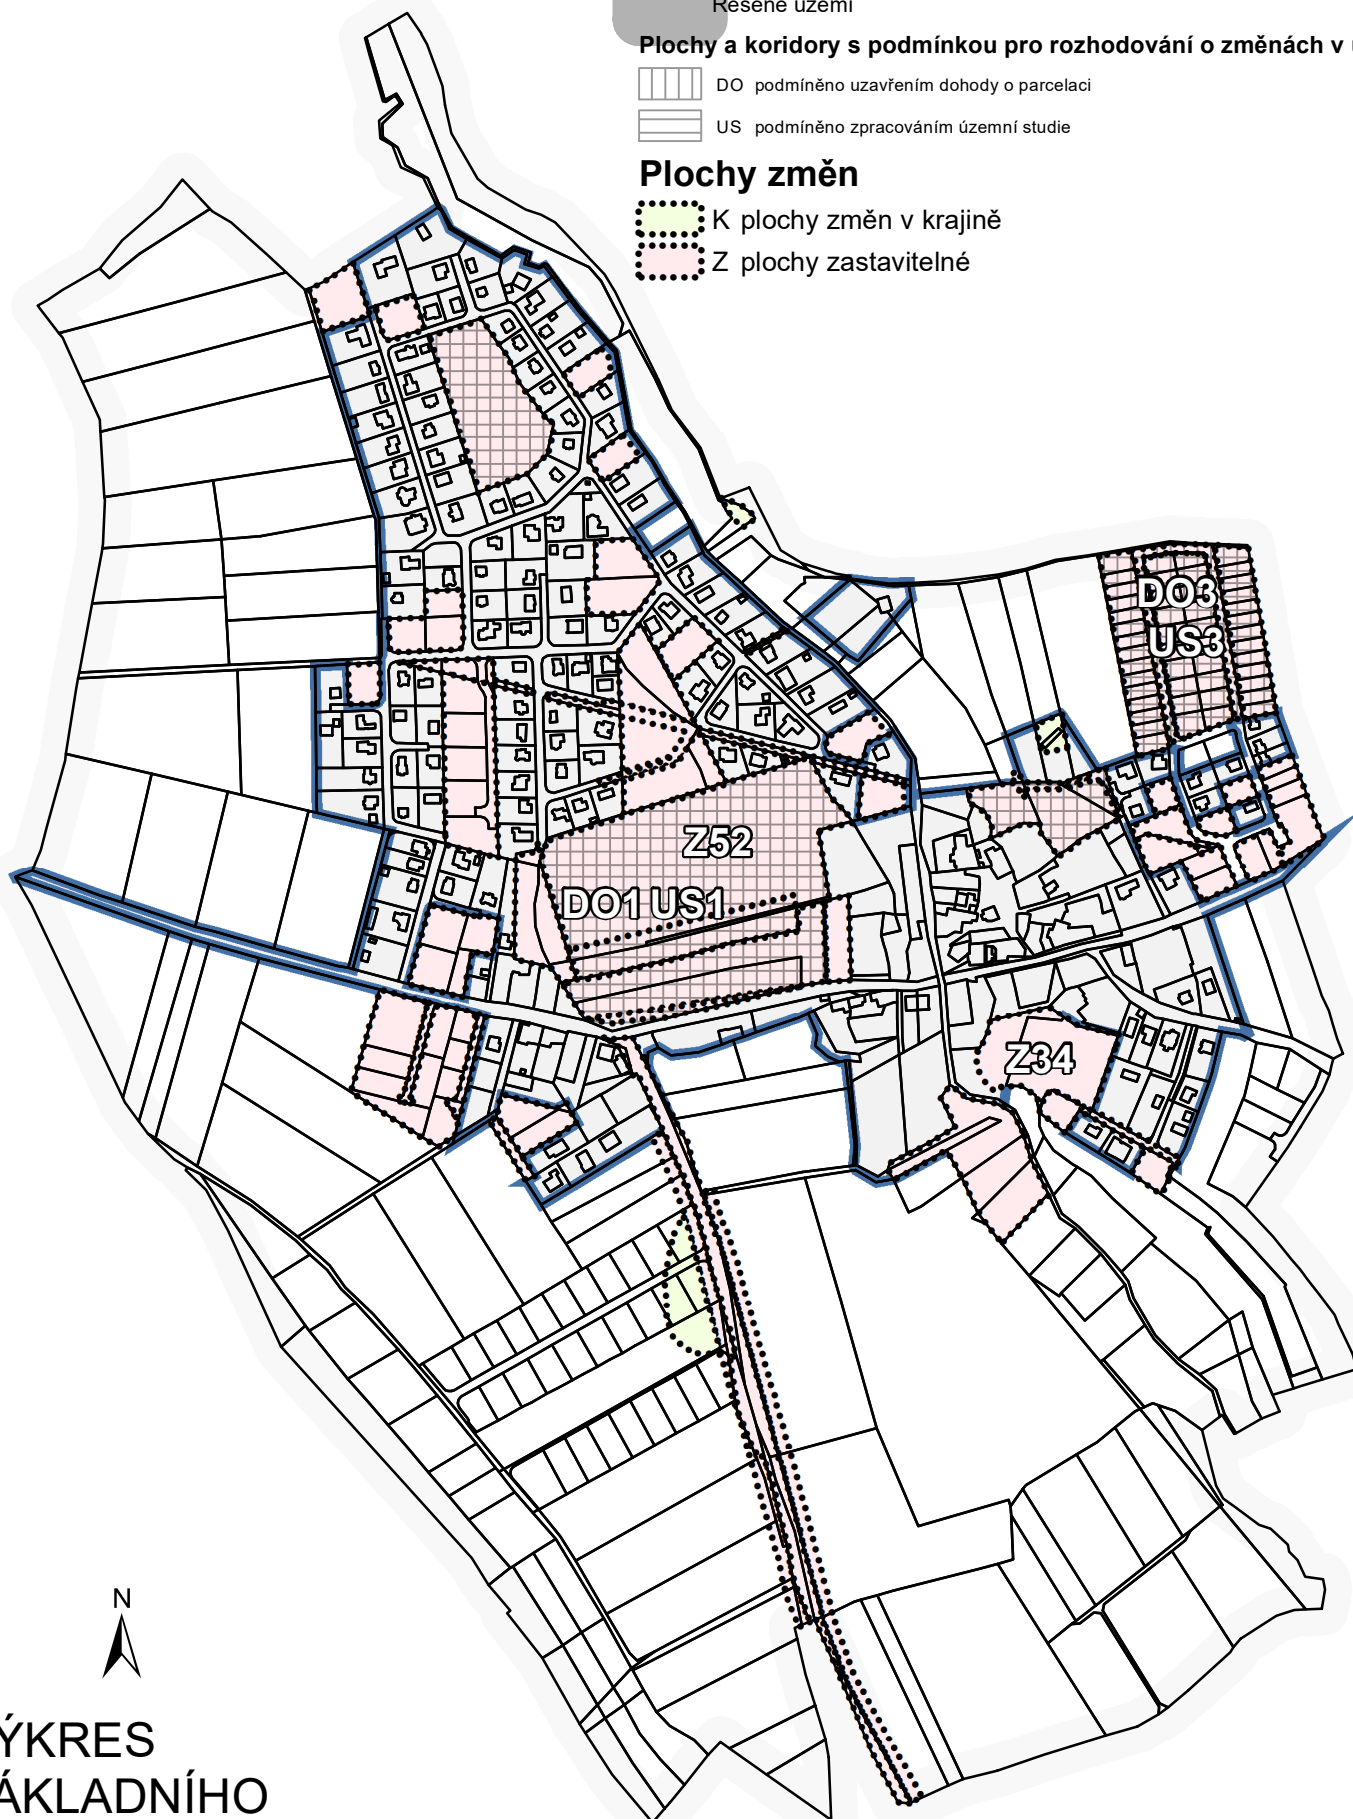 Řešené území
Plochy a koridory s podmínkou pro rozhodování o změnách v
DO podmíněno uzavřením dohody o parcelaci
US podmíněno zpracováním územní studie
Plochy změn
K plochy změn v krajině
Z plochy zastavitelné
DO3
US3
Z52
DO1 US1
Z34
N
ÝKRES
ÁKLADNÍHO